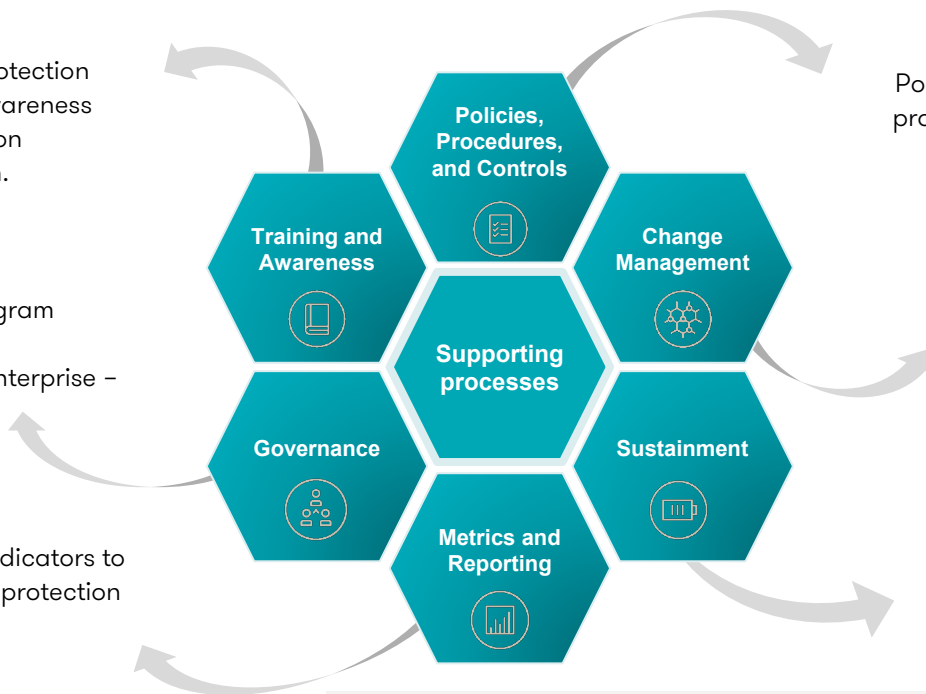 otection
areness
on
.
gram
nterprise –
dicators to
protection
Policies,
Procedures,
and Controls
Training and
Awareness
Change
Management
Supporting
processes
Governance
Sustainment
Metrics and
Reporting
Po
pro